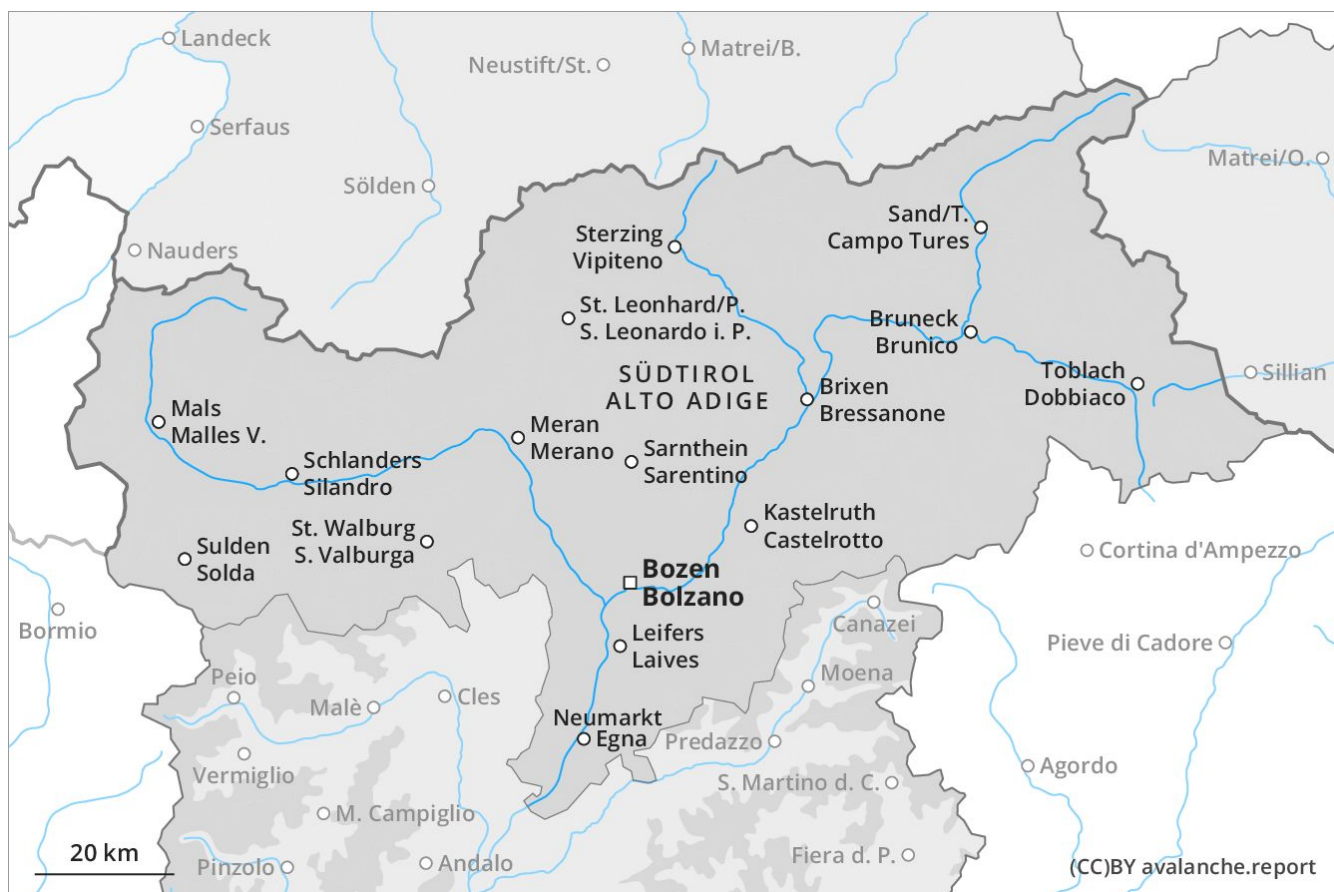 Landeck
Matrei/B.
Neustift/St.
Serfaus
Matrei/O.
Sölden
Sand/T.
Campo Tures
Sterzing
Vipiteno
Nauders
St. Leonhard/P.
S. Leonardo i. P.
Bruneck
Brunico
SÜDTIROL
ALTO ADIGE
Toblach
Dobbiaco
Sillian
Brixen
Bressanone
Mals
Malles V.
Meran
Merano
Sarnthein
Sarentino
Schlanders
Silandro
Kastelruth
Castelrotto
St. Walburg
S. Valburga
Sulden
Solda
Cortina d'Ampezzo
Bozen
Bolzano
Bormio
Canazei
Leifers
Laives
Pieve di Cadore
Peio
Moena
Malè
Cles
Neumarkt
Egna
Predazzo
Vermiglio
Agordo
S. Martino d. C.
M. Campiglio
20 km
Pinzolo
Andalo
Fiera d. P.
(CC)BY avalanche.report